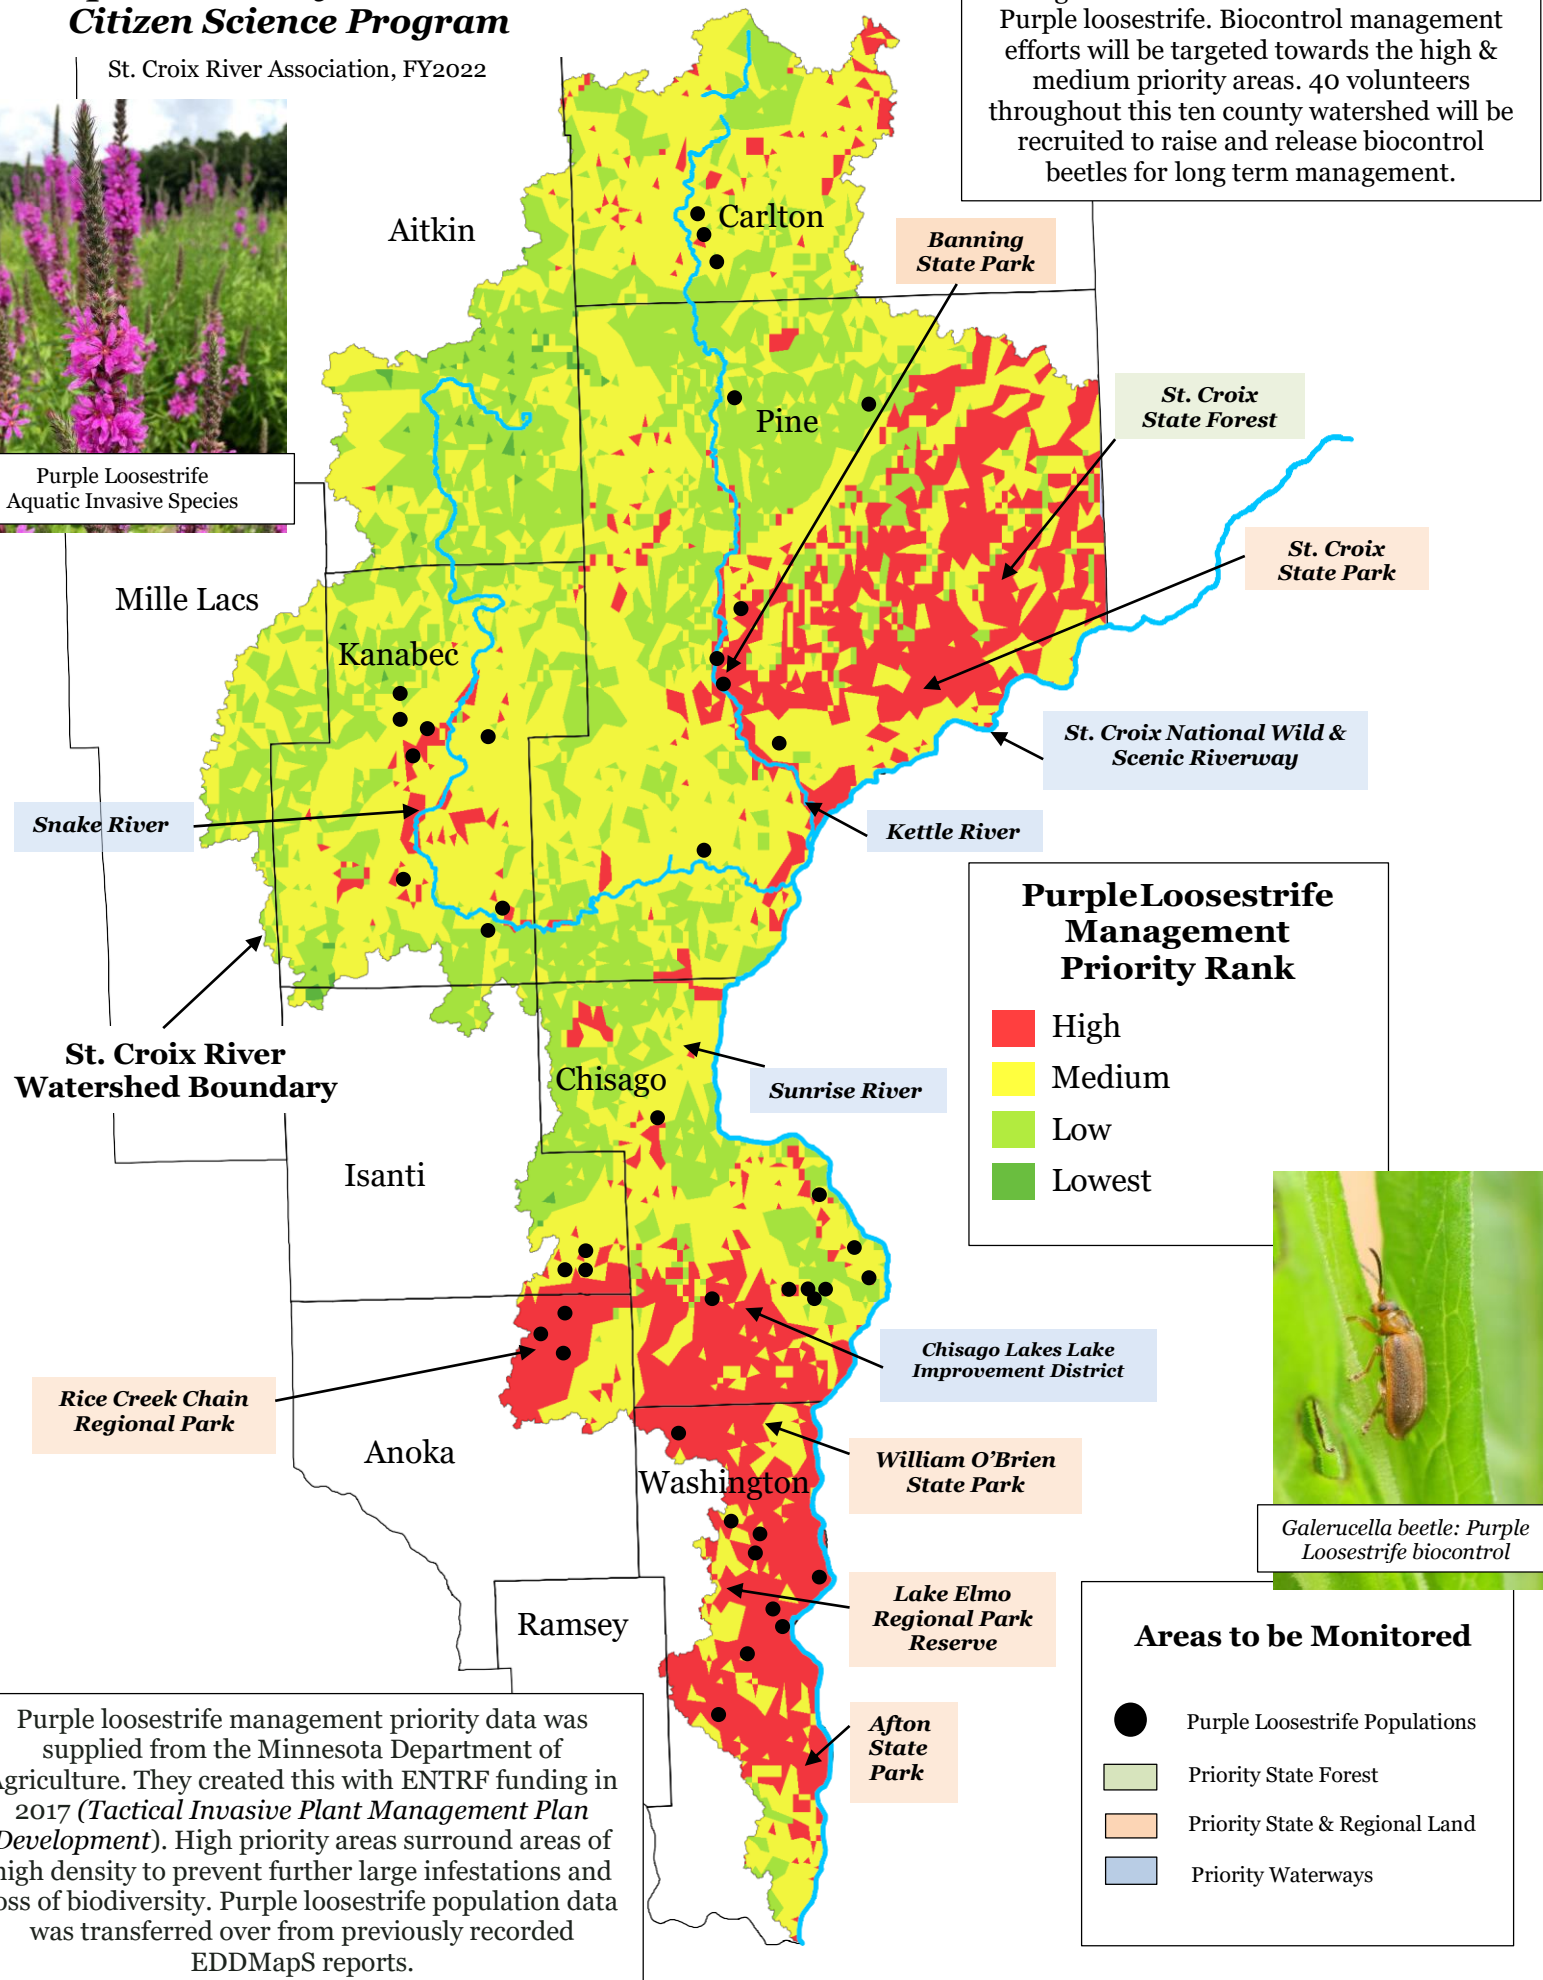 Citizen Science Program
St. Croix River Association, FY2022
Purple loosestrife. Biocontrol management
efforts will be targeted towards the high &
medium priority areas. 40 volunteers
throughout this ten county watershed will be
recruited to raise and release biocontrol
beetles for long term management.
Aitkin
Carlton
Banning
State Park
Pine
St. Croix
State Forest
Purple Loosestrife
Aquatic Invasive Species
St. Croix
State Park
Mille Lacs
Kanabec
St. Croix National Wild &
Scenic Riverway
Snake River
Kettle River
Purple Loosestrife
Management
Priority Rank
High
Medium
Low
Lowest
St. Croix River
Watershed Boundary
Chisago
Sunrise River
Isanti
Chisago Lakes Lake
Improvement District
Rice Creek Chain
Regional Park
Anoka
William O'Brien
State Park
Washington
Galerucella beetle: Purple
Loosestrife biocontrol
Lake Elmo
Regional Park
Reserve
Ramsey
Areas to be Monitored
Purple Loosestrife Populations
Priority State Forest
Priority State & Regional Land
Priority Waterways
Afton
State
Park
Purple loosestrife management priority data was
supplied from the Minnesota Department of
Agriculture. They created this with ENTRF funding in
2017 (Tactical Invasive Plant Management Plan
Development). High priority areas surround areas of
high density to prevent further large infestations and
loss of biodiversity. Purple loosestrife population data
was transferred over from previously recorded
EDDMapS reports.